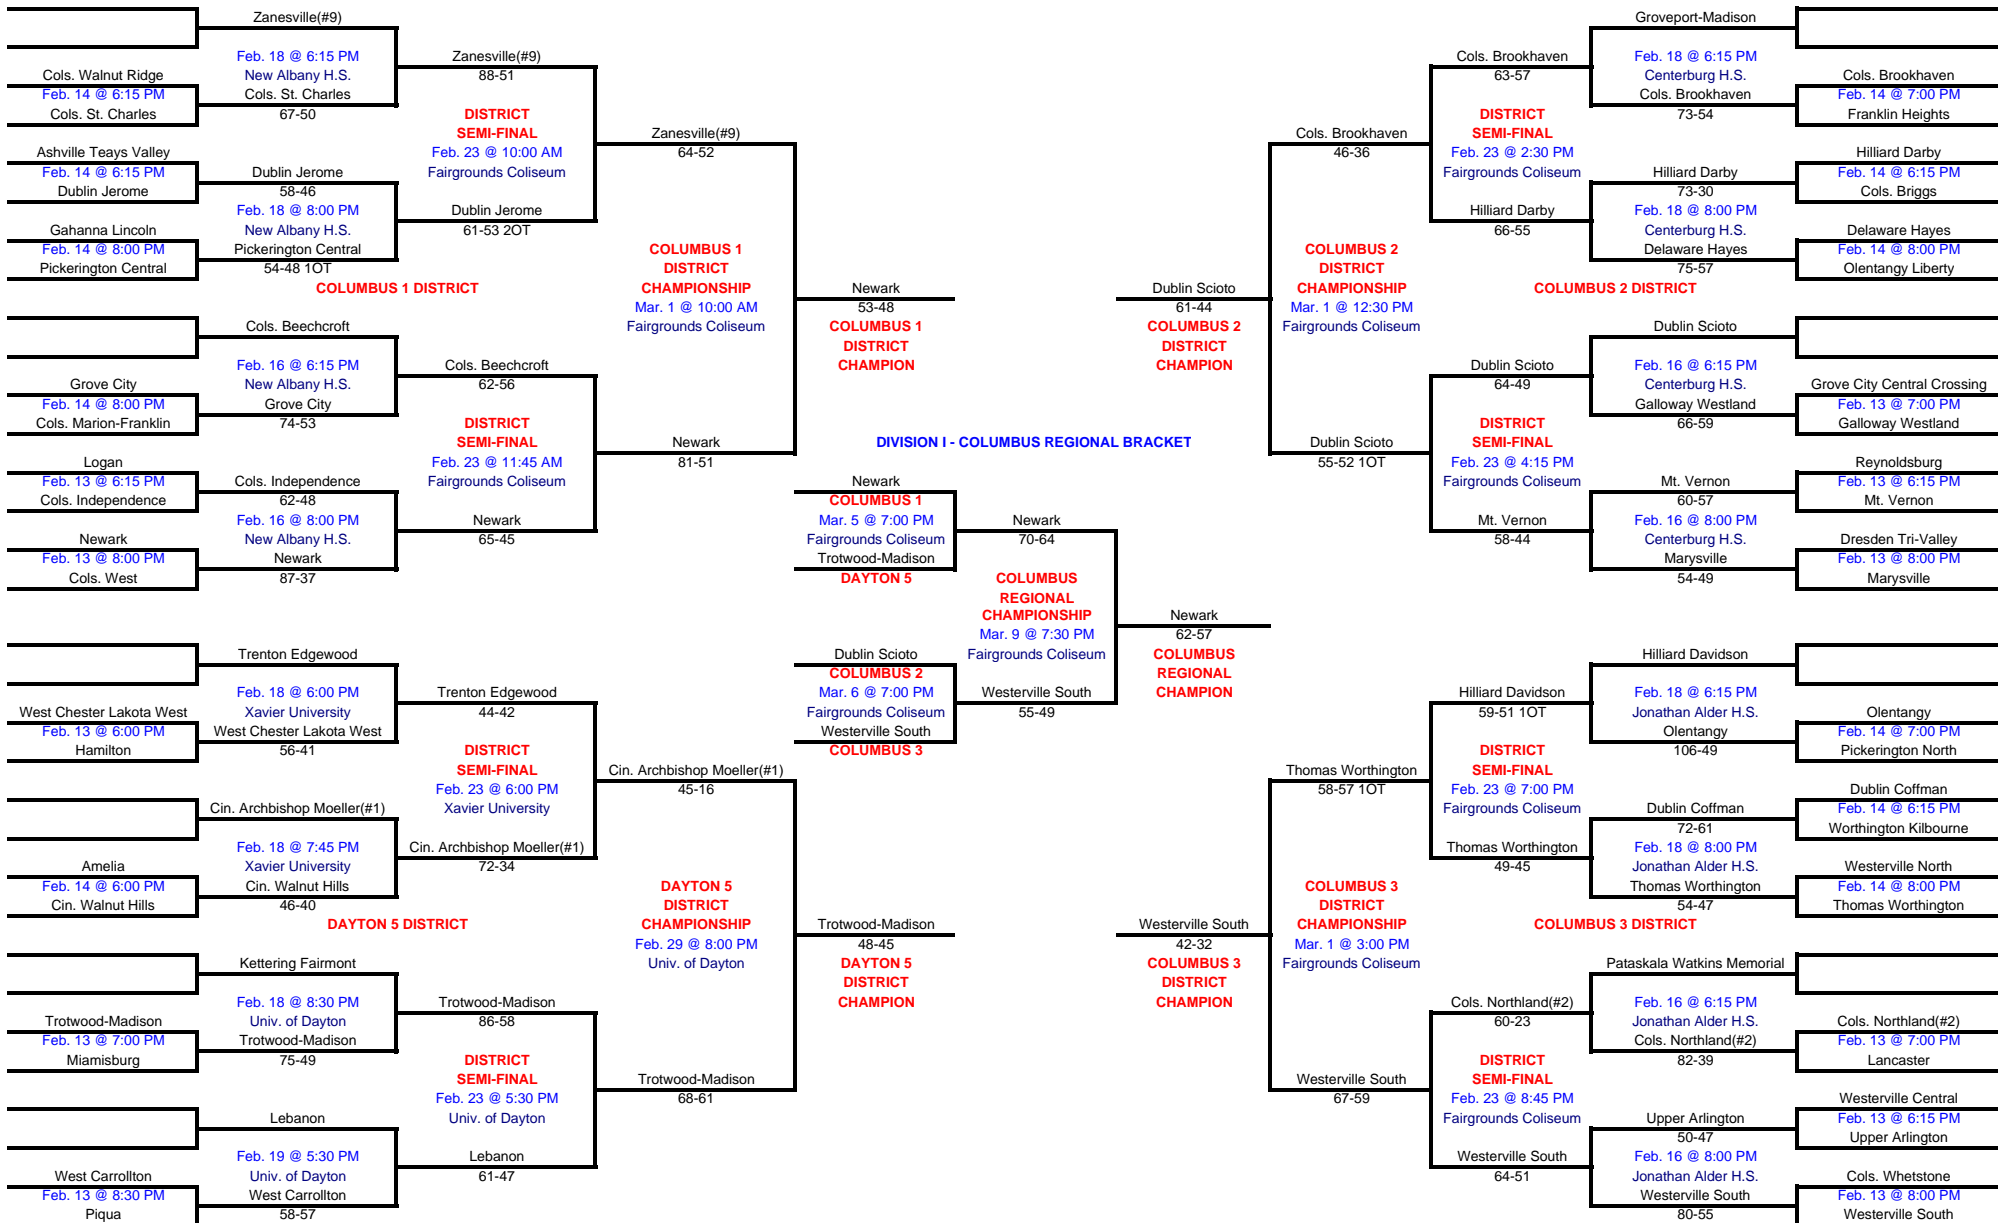 Zanesville(#9)
Feb. 18 @ 6:15 PM
New Albany H.S.
Cols. Walnut Ridge
Feb. 14 @ 6:15 PM
Cols. St. Charles
Cols. St. Charles
67-50
Zanesville(#9)
88-51
DISTRICT
SEMI-FINAL
Feb. 23 @ 10:00 AM
Fairgrounds Coliseum
Ashville Teays Valley
Feb. 14 @ 6:15 PM
Dublin Jerome
Dublin Jerome
58-46
Feb. 18 @ 8:00 PM
New Albany H.S.
Gahanna Lincoln
Feb. 14 @ 8:00 PM
Pickerington Central
Pickerington Central
54-48 1OT
Dublin Jerome
61-53 2OT
Zanesville(#9)
64-52
COLUMBUS 1 DISTRICT
COLUMBUS 1
DISTRICT
CHAMPIONSHIP
Mar. 1 @ 10:00 AM
Fairgrounds Coliseum
Newark
53-48
COLUMBUS 1
DISTRICT
CHAMPION
Cols. Beechcroft
Feb. 16 @ 6:15 PM
New Albany H.S.
Grove City
Feb. 14 @ 8:00 PM
Cols. Marion-Franklin
Grove City
74-53
Cols. Beechcroft
62-56
DISTRICT
SEMI-FINAL
Feb. 23 @ 11:45 AM
Fairgrounds Coliseum
Logan
Feb. 13 @ 6:15 PM
Cols. Independence
Cols. Independence
62-48
Feb. 16 @ 8:00 PM
New Albany H.S.
Newark
Feb. 13 @ 8:00 PM
Cols. West
Newark
87-37
Newark
65-45
Newark
81-51
Groveport-Madison
Feb. 18 @ 6:15 PM
Centerburg H.S.
Cols. Brookhaven
Feb. 14 @ 7:00 PM
Franklin Heights
Cols. Brookhaven
73-54
Cols. Brookhaven
63-57
DISTRICT
SEMI-FINAL
Feb. 23 @ 2:30 PM
Fairgrounds Coliseum
Hilliard Darby
Feb. 14 @ 6:15 PM
Cols. Briggs
Hilliard Darby
73-30
Feb. 18 @ 8:00 PM
Centerburg H.S.
Delaware Hayes
Feb. 14 @ 8:00 PM
Olentangy Liberty
Delaware Hayes
75-57
Hilliard Darby
66-55
Cols. Brookhaven
46-36
COLUMBUS 2 DISTRICT
COLUMBUS 2
DISTRICT
CHAMPIONSHIP
Mar. 1 @ 12:30 PM
Fairgrounds Coliseum
Dublin Scioto
61-44
COLUMBUS 2
DISTRICT
CHAMPION
Dublin Scioto
Feb. 16 @ 6:15 PM
Centerburg H.S.
Grove City Central Crossing
Feb. 13 @ 7:00 PM
Galloway Westland
Galloway Westland
66-59
Dublin Scioto
64-49
DISTRICT
SEMI-FINAL
Feb. 23 @ 4:15 PM
Fairgrounds Coliseum
Reynoldsburg
Feb. 13 @ 6:15 PM
Mt. Vernon
Mt. Vernon
60-57
Feb. 16 @ 8:00 PM
Centerburg H.S.
Dresden Tri-Valley
Feb. 13 @ 8:00 PM
Marysville
Marysville
54-49
Mt. Vernon
58-44
Dublin Scioto
55-52 1OT
DIVISION I - COLUMBUS REGIONAL BRACKET
Newark
COLUMBUS 1
Mar. 5 @ 7:00 PM
Fairgrounds Coliseum
Trotwood-Madison
DAYTON 5
Newark
70-64
COLUMBUS
REGIONAL
CHAMPIONSHIP
Mar. 9 @ 7:30 PM
Fairgrounds Coliseum
Newark
62-57
COLUMBUS
REGIONAL
CHAMPION
Dublin Scioto
COLUMBUS 2
Mar. 6 @ 7:00 PM
Fairgrounds Coliseum
Westerville South
COLUMBUS 3
Westerville South
55-49
Trenton Edgewood
Feb. 18 @ 6:00 PM
Xavier University
West Chester Lakota West
Feb. 13 @ 6:00 PM
Hamilton
West Chester Lakota West
56-41
Trenton Edgewood
44-42
DISTRICT
SEMI-FINAL
Feb. 23 @ 6:00 PM
Xavier University
Cin. Archbishop Moeller(#1)
Feb. 18 @ 7:45 PM
Xavier University
Amelia
Feb. 14 @ 6:00 PM
Cin. Walnut Hills
Cin. Walnut Hills
46-40
Cin. Archbishop Moeller(#1)
72-34
Cin. Archbishop Moeller(#1)
45-16
DAYTON 5 DISTRICT
DAYTON 5
DISTRICT
CHAMPIONSHIP
Feb. 29 @ 8:00 PM
Univ. of Dayton
Trotwood-Madison
48-45
DAYTON 5
DISTRICT
CHAMPION
Kettering Fairmont
Feb. 18 @ 8:30 PM
Univ. of Dayton
Trotwood-Madison
Feb. 13 @ 7:00 PM
Miamisburg
Trotwood-Madison
75-49
Trotwood-Madison
86-58
DISTRICT
SEMI-FINAL
Feb. 23 @ 5:30 PM
Univ. of Dayton
Lebanon
Feb. 19 @ 5:30 PM
Univ. of Dayton
West Carrollton
Feb. 13 @ 8:30 PM
Piqua
West Carrollton
58-57
Lebanon
61-47
Trotwood-Madison
68-61
Hilliard Davidson
Feb. 18 @ 6:15 PM
Jonathan Alder H.S.
Olentangy
Feb. 14 @ 7:00 PM
Pickerington North
Olentangy
106-49
Hilliard Davidson
59-51 1OT
DISTRICT
SEMI-FINAL
Feb. 23 @ 7:00 PM
Fairgrounds Coliseum
Dublin Coffman
Feb. 14 @ 6:15 PM
Worthington Kilbourne
Dublin Coffman
72-61
Feb. 18 @ 8:00 PM
Jonathan Alder H.S.
Westerville North
Feb. 14 @ 8:00 PM
Thomas Worthington
Thomas Worthington
54-47
Thomas Worthington
49-45
Thomas Worthington
58-57 1OT
COLUMBUS 3 DISTRICT
COLUMBUS 3
DISTRICT
CHAMPIONSHIP
Mar. 1 @ 3:00 PM
Fairgrounds Coliseum
Westerville South
42-32
COLUMBUS 3
DISTRICT
CHAMPION
Pataskala Watkins Memorial
Feb. 16 @ 6:15 PM
Jonathan Alder H.S.
Cols. Northland(#2)
Feb. 13 @ 7:00 PM
Lancaster
Cols. Northland(#2)
82-39
Cols. Northland(#2)
60-23
DISTRICT
SEMI-FINAL
Feb. 23 @ 8:45 PM
Fairgrounds Coliseum
Westerville Central
Feb. 13 @ 6:15 PM
Upper Arlington
Upper Arlington
50-47
Feb. 16 @ 8:00 PM
Jonathan Alder H.S.
Cols. Whetstone
Feb. 13 @ 8:00 PM
Westerville South
Westerville South
80-55
Westerville South
64-51
Westerville South
67-59